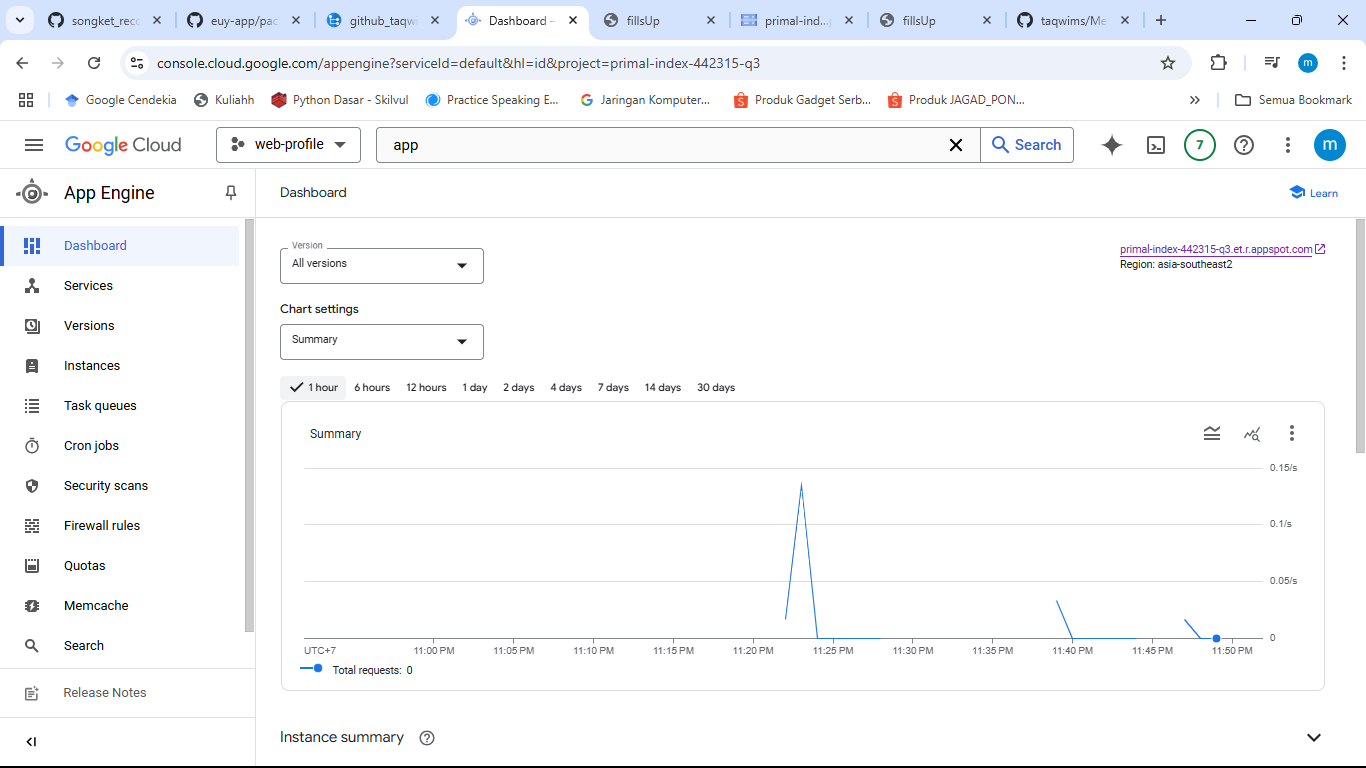 songket_reco
euy-app/pac
github_taqw
Dashboard –
fillsUp
primal-ind...
fillsUp
taqwims/Me
console.cloud.google.com/appengine?serviceId=default&hl=id&project=primal-index-442315-q3
m
Google Cendekia
Kuliahh
Python Dasar - Skilvul
Practice Speaking E...
Jaringan Komputer...
Produk Gadget Serb...
Produk JAGAD_PON...
Semua Bookmark
Google Cloud
web-profile
app
Search
7
m
App Engine
Dashboard
Learn
Dashboard
Services
Versions
Instances
Task queues
Cron jobs
Security scans
Firewall rules
Quotas
Memcache
Search
Release Notes
Version
All versions
primal-index-442315-q3.et.r.appspot.com
Region: asia-southeast2
Chart settings
Summary
1 hour
6 hours
12 hours
1 day
2 days
4 days
7 days
14 days
30 days
Summary
0.15/s
0.1/s
0.05/s
0
UTC+7
11:00 PM
11:05 PM
11:10 PM
11:15 PM
11:20 PM
11:25 PM
11:30 PM
11:35 PM
11:40 PM
11:45 PM
11:50 PM
Total requests: 0
Instance summary